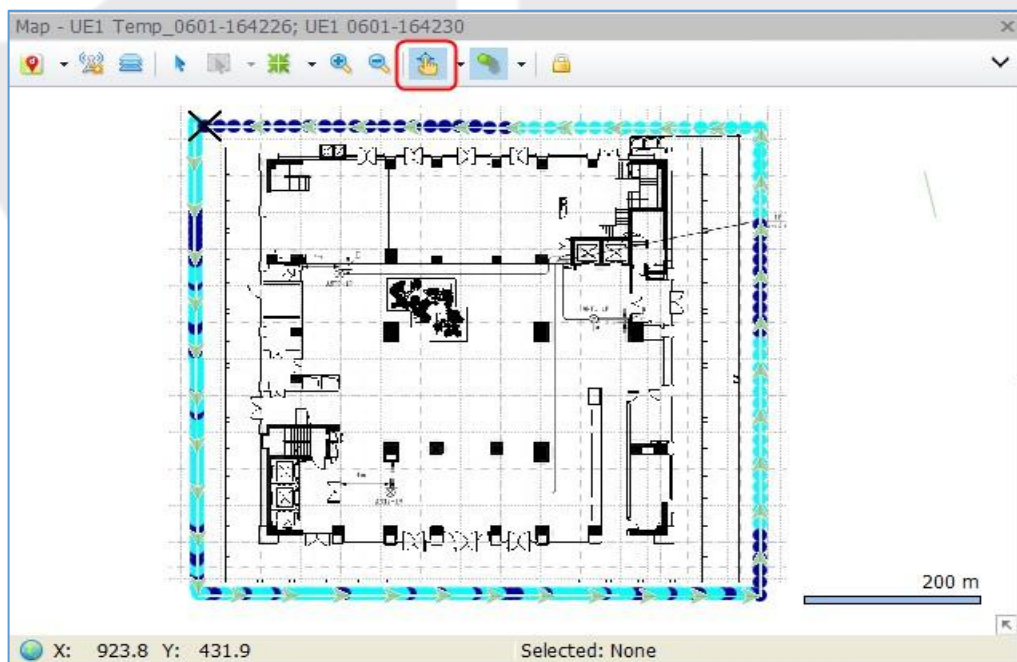 Map - UE1 Temp_0601-164226; UE1 0601-164230
200 m
X: 923.8 Y: 431.9
Selected: None